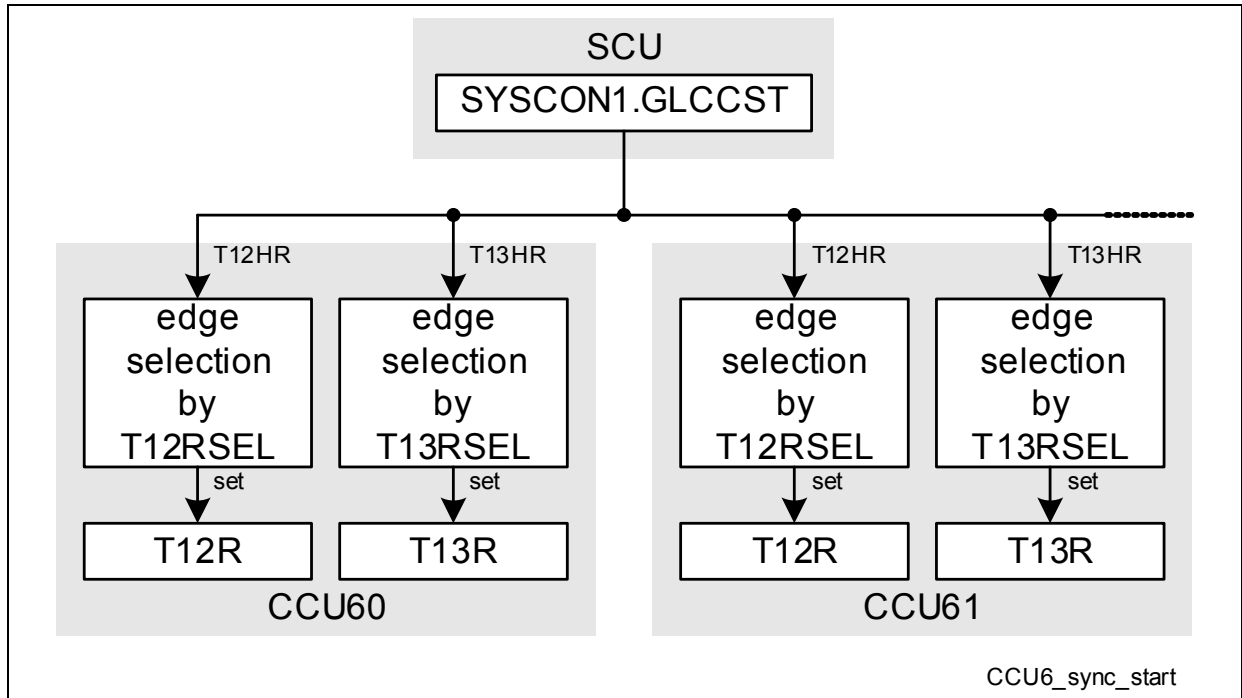 SCU
SYSCON1.GLCCST
T12HR
T13HR
T12HR
T13HR
edge
selection
by
T12RSEL
edge
selection
by
T13RSEL
edge
selection
by
T12RSEL
edge
selection
by
T13RSEL
set
set
set
set
T12R
T13R
T12R
T13R
CCU60
CCU61
CCU6_sync_start